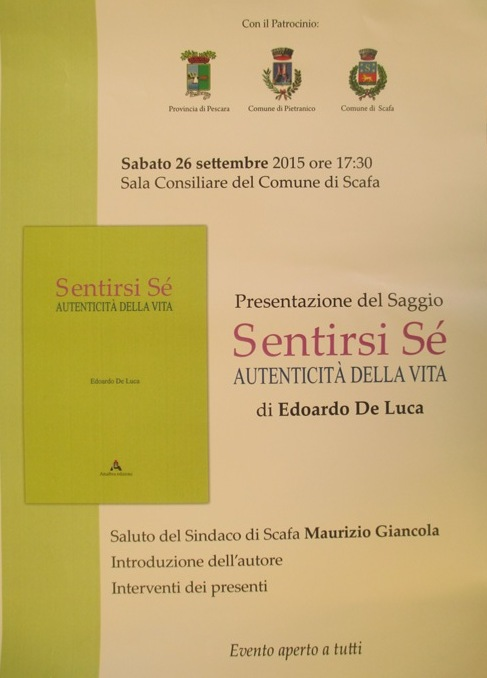 Con il Patrocinio:
Provincia di Pescara
Comune di Pietranico
Comune di Scafa
Sabato 26 settembre 2015 ore 17:30
Sala Consiliare del Comune di Scafa
Sentirsi Sé
AUTENTICITÀ DELLA VITA
Edoardo De Luca
Presentazione del Saggio
Sentirsi Sé
AUTENTICITÀ DELLA VITA
di Edoardo De Luca
Saluto del Sindaco di Scafa Maurizio Giancola
Introduzione dell'autore
Interventi dei presenti
Evento aperto a tutti